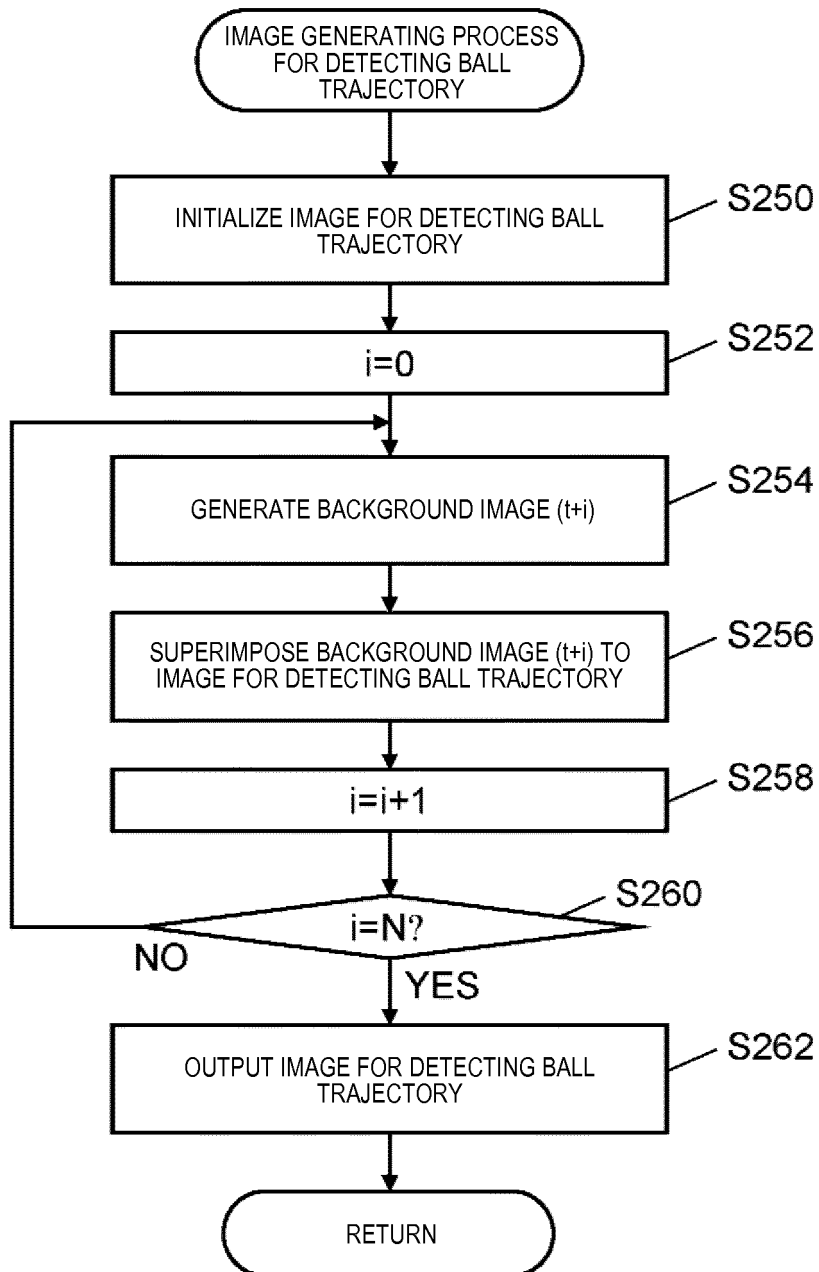 IMAGE GENERATING PROCESS
FOR DETECTING BALL
TRAJECTORY
INITIALIZE IMAGE FOR DETECTING BALL
TRAJECTORY
S250
i=0
S252
GENERATE BACKGROUND IMAGE (t+i)
S254
SUPERIMPOSE BACKGROUND IMAGE (t+i) TO
IMAGE FOR DETECTING BALL TRAJECTORY
S256
i=i+1
S258
i=N?
S260
NO
YES
OUTPUT IMAGE FOR DETECTING BALL
TRAJECTORY
S262
RETURN